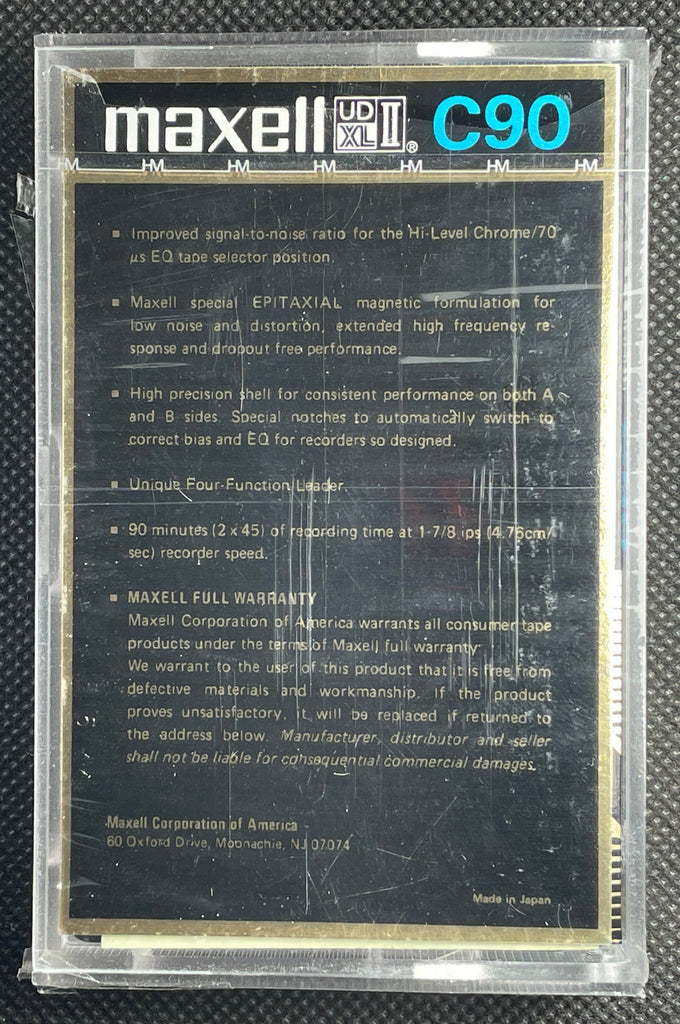 maxell UD XL II ® C90
HM HM HM HM HM HM HM
▪ Improved signal-to-noise ratio for the Hi-Level Chrome/70
µs EQ tape selector position.
▪ Maxell special EPITAXIAL magnetic formulation for
low noise and distortion, extended high frequency re-
sponse and dropout free performance.
▪ High precision shell for consistent performance on both A
and B sides. Special notches to automatically switch to
correct bias and EQ for recorders so designed.
▪ Unique Four-Function Leader.
▪ 90 minutes (2 x 45) of recording time at 1-7/8 ips (4.76cm/
sec) recorder speed.
▪ MAXELL FULL WARRANTY
Maxell Corporation of America warrants all consumer tape
products under the terms of Maxell full warranty
We warrant to the user of this product that it is free from
defective materials and workmanship. If the product
proves unsatisfactory, it will be replaced if returned to
the address below. Manufacturer, distributor and seller
shall not be liable for consequential commercial damages.
Maxell Corporation of America
60 Oxford Drive, Moonachie, NJ 07074
Made in Japan